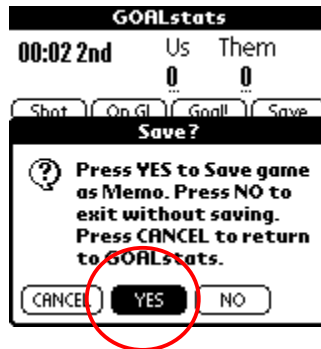 GOALstats
00:02 2nd Us Them
0 0
Shot On GL Goal! Save
Save?
Press YES to Save game
as Memo. Press NO to
exit without saving.
Press CANCEL to return
to GOALstats.
CANCEL YES NO